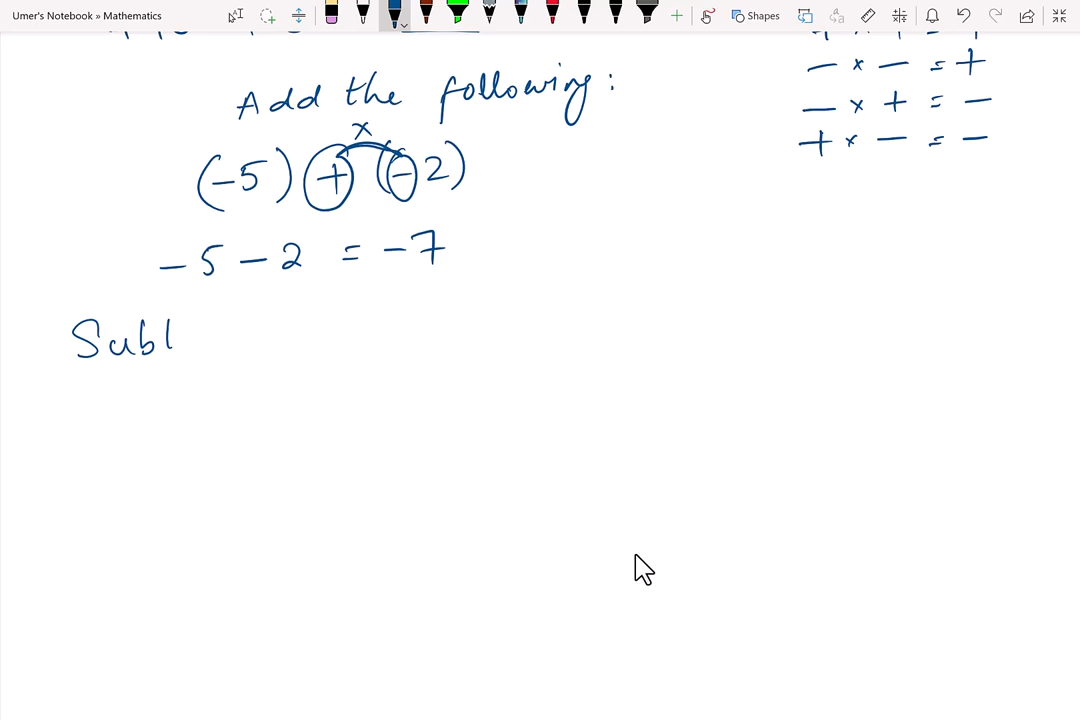 Umer's Notebook » Mathematics
Shapes
Add the following:
(-5) + (-2)
x
-5-2 = -7
Subt
- x - = +
- x + = -
+ x - = -